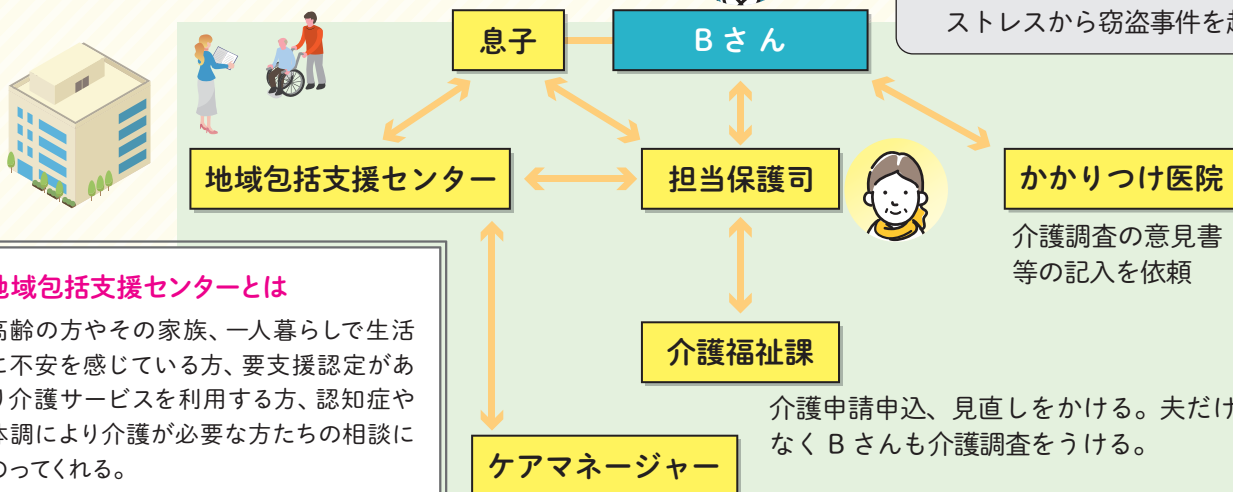 ストレスから窃盗事件を
息子
Bさん
地域包括支援センター
担当保護司
かかりつけ医院
介護調査の意見書
等の記入を依頼
地域包括支援センターとは
高齢の方やその家族、一人暮らしで生活
に不安を感じている方、要支援認定があ
り介護サービスを利用する方、認知症や
体調により介護が必要な方たちの相談に
のってくれる。
介護福祉課
介護申請申込、見直しをかける。夫だけ
なく B さんも介護調査をうける。
ケアマネージャー